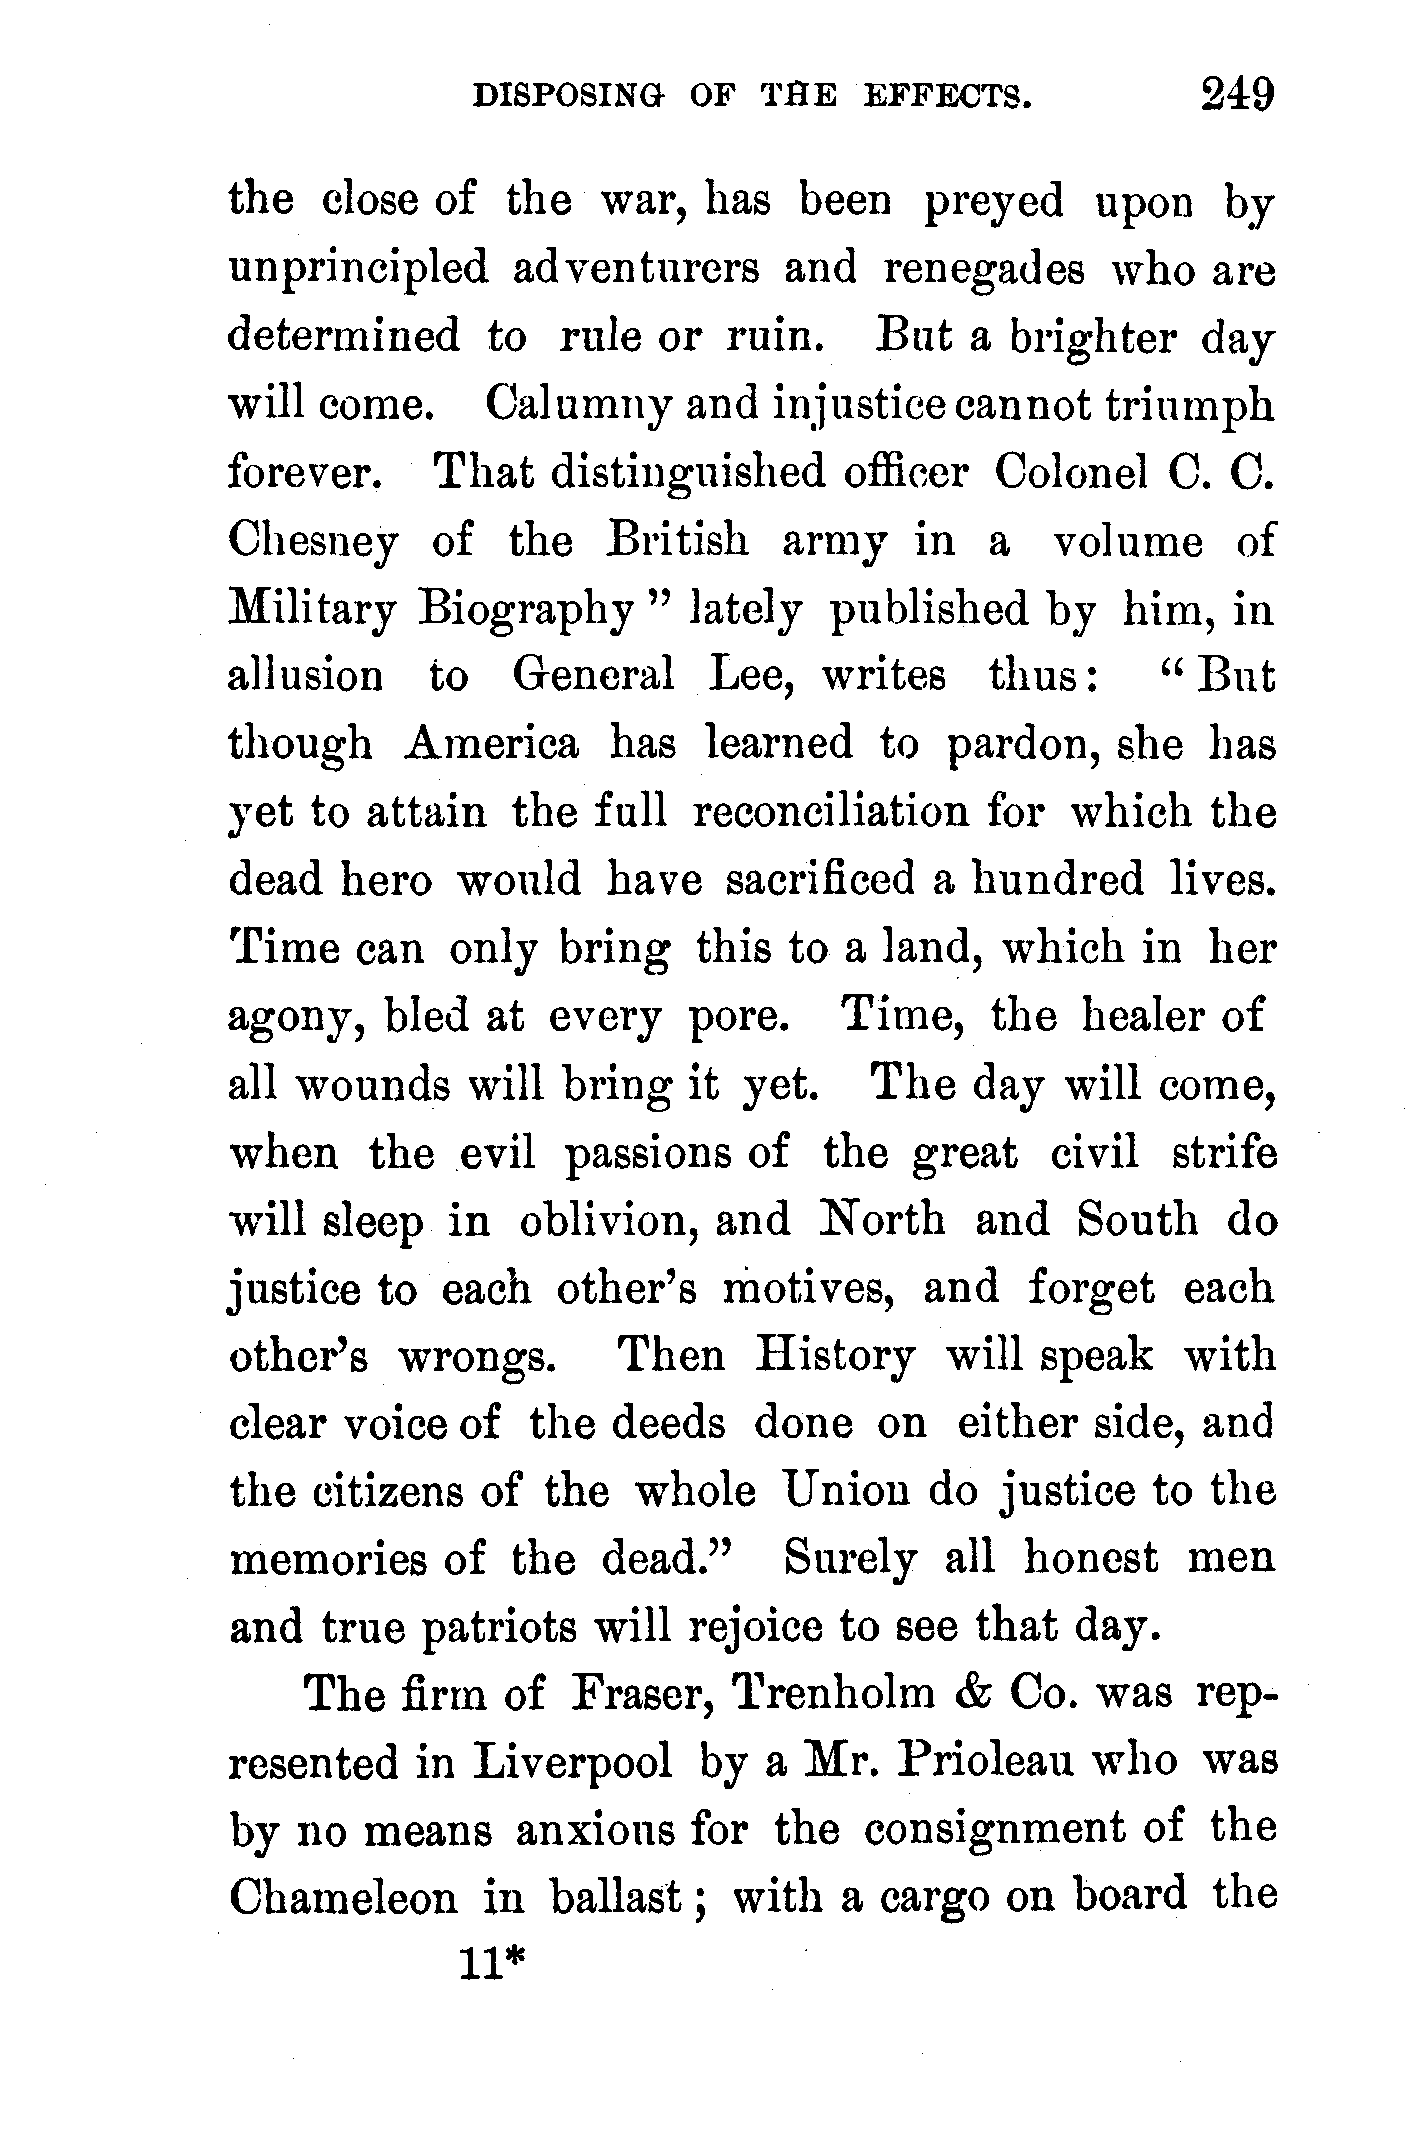 DISPOSING OF THE EFFECTS. 249
the close of the war, has been preyed upon by
unprincipled adventurers and renegades who are
determined to rule or ruin. But a brighter day
will come. Calumny and injustice cannot triumph
forever. That distinguished officer Colonel C. C.
Chesney of the British army in a volume of
Military Biography” lately published by him, in
allusion to General Lee, writes thus: “But
though America has learned to pardon, she has
yet to attain the full reconciliation for which the
dead hero would have sacrificed a hundred lives.
Time can only bring this to a land, which in her
agony, bled at every pore. Time, the healer of
all wounds will bring it yet. The day will come,
when the evil passions of the great civil strife
will sleep in oblivion, and North and South do
justice to each other’s motives, and forget each
other’s wrongs. Then History will speak with
clear voice of the deeds done on either side, and
the citizens of the whole Union do justice to the
memories of the dead.” Surely all honest men
and true patriots will rejoice to see that day.
The firm of Fraser, Trenholm & Co. was rep-
resented in Liverpool by a Mr. Prioleau who was
by no means anxious for the consignment of the
Chameleon in ballast; with a cargo on board the
11*